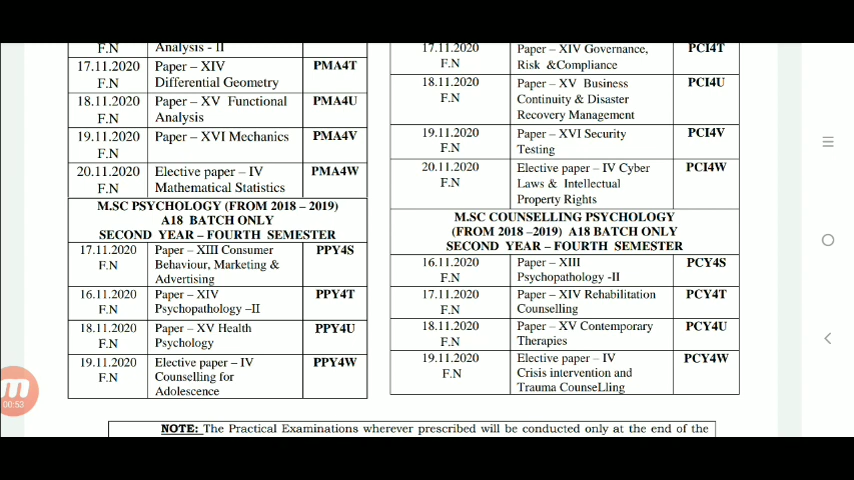 F.N Analysis - II
17.11.2020 Paper – XIV PMA4T
F.N Differential Geometry
18.11.2020 Paper – XV Functional PMA4U
F.N Analysis
19.11.2020 Paper – XVI Mechanics PMA4V
F.N
20.11.2020 Elective paper – IV PMA4W
F.N Mathematical Statistics
M.SC PSYCHOLOGY (FROM 2018 – 2019)
A18 BATCH ONLY
SECOND YEAR – FOURTH SEMESTER
17.11.2020 Paper – XIII Consumer PPY4S
F.N Behaviour, Marketing &
Advertising
16.11.2020 Paper – XIV PPY4T
F.N Psychopathology –II
18.11.2020 Paper – XV Health PPY4U
F.N Psychology
19.11.2020 Elective paper – IV PPY4W
F.N Counselling for
Adolescence
17.11.2020 Paper – XIV Governance, PCI4T
F.N Risk &Compliance
18.11.2020 Paper – XV Business PCI4U
F.N Continuity & Disaster
Recovery Management
19.11.2020 Paper – XVI Security PCI4V
F.N Testing
20.11.2020 Elective paper – IV Cyber PCI4W
F.N Laws & Intellectual
Property Rights
M.SC COUNSELLING PSYCHOLOGY
(FROM 2018 –2019) A18 BATCH ONLY
SECOND YEAR – FOURTH SEMESTER
16.11.2020 Paper – XIII PCY4S
F.N Psychopathology -II
17.11.2020 Paper – XIV Rehabilitation PCY4T
F.N Counselling
18.11.2020 Paper – XV Contemporary PCY4U
F.N Therapies
19.11.2020 Elective paper – IV PCY4W
F.N Crisis intervention and
Trauma CounseLling
NOTE: The Practical Examinations wherever prescribed will be conducted only at the end of the
00:53